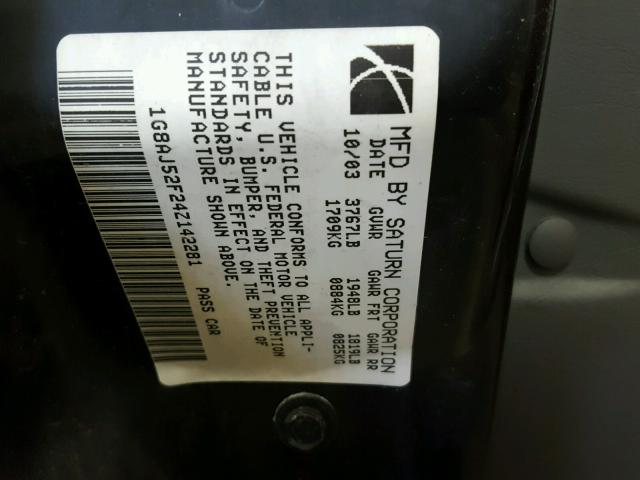 MFD BY SATURN CORPORATION
DATE GVWR GAWR FRT GAWR RR
10/03 3767LB 1948LB 1819LB
1709KG 0884KG 0825KG
THIS VEHICLE CONFORMS TO ALL APPLI-
CABLE U.S. FEDERAL MOTOR VEHICLE
SAFETY, BUMPER, AND THEFT PREVENTION
STANDARDS IN EFFECT ON THE DATE OF
MANUFACTURE SHOWN ABOVE.
1G8AJ52F24Z142281 PASS CAR